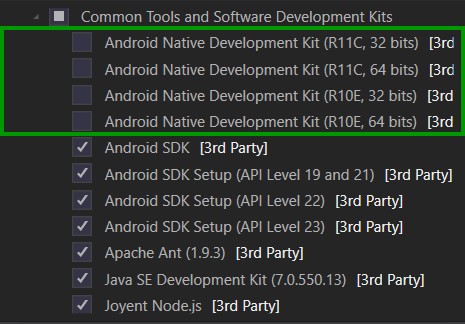 Common Tools and Software Development Kits
Android Native Development Kit (R11C, 32 bits) [3rd
Android Native Development Kit (R11C, 64 bits) [3rd
Android Native Development Kit (R10E, 32 bits) [3rd
Android Native Development Kit (R10E, 64 bits) [3rd
Android SDK [3rd Party]
Android SDK Setup (API Level 19 and 21) [3rd Party]
Android SDK Setup (API Level 22) [3rd Party]
Android SDK Setup (API Level 23) [3rd Party]
Apache Ant (1.9.3) [3rd Party]
Java SE Development Kit (7.0.550.13) [3rd Party]
Joyent Node.js [3rd Party]